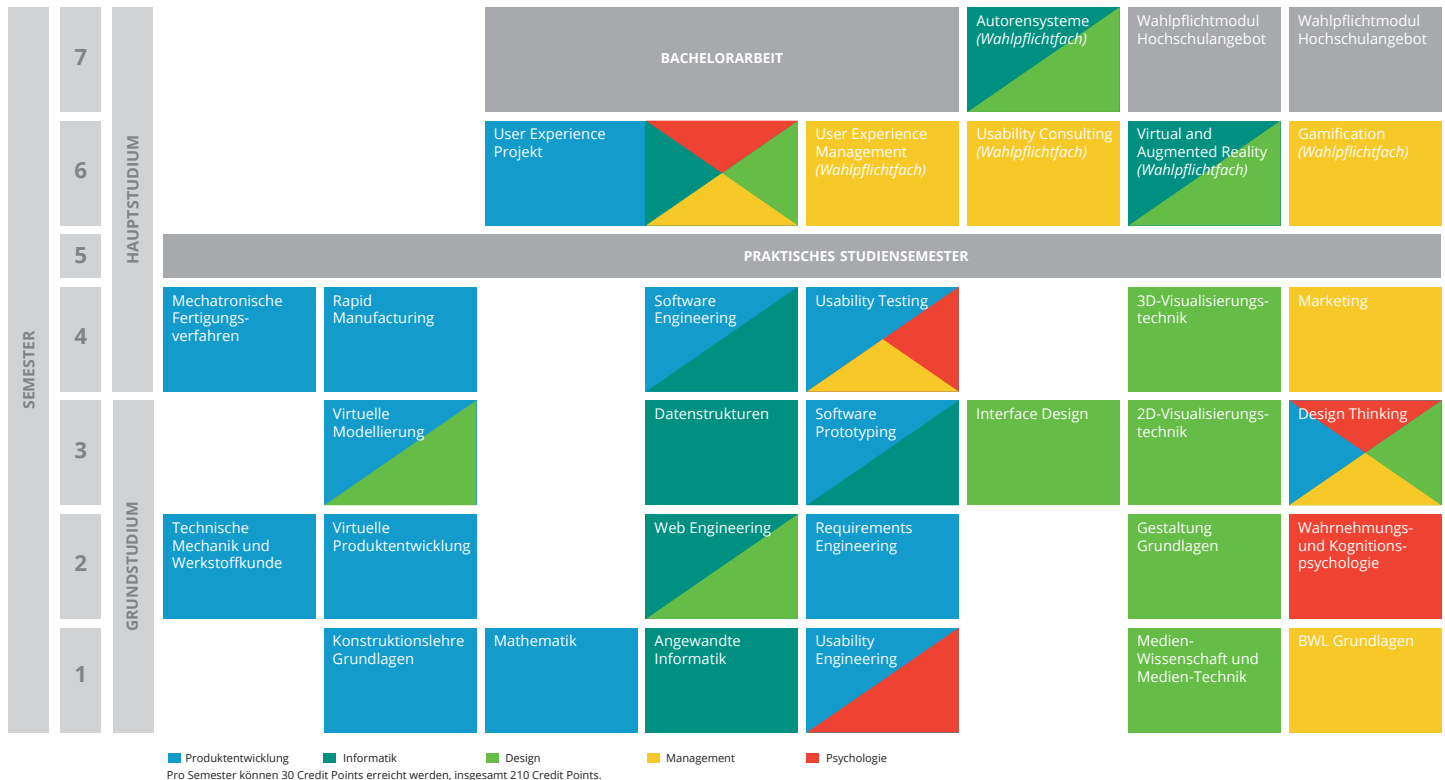 SEMESTER
HAUPTSTUDIUM
GRUNDSTUDIUM
7
BACHELORARBEIT
Autorensysteme
(Wahlpflichtfach)
Wahlpflichtmodul
Hochschulangebot
Wahlpflichtmodul
Hochschulangebot
6
User Experience
Projekt
User Experience
Management
(Wahlpflichtfach)
Usability Consulting
(Wahlpflichtfach)
Virtual and
Augmented Reality
(Wahlpflichtfach)
Gamification
(Wahlpflichtfach)
5
PRAKTISCHES STUDIENSEMESTER
4
Mechatronische
Fertigungs-
verfahren
Rapid
Manufacturing
Software
Engineering
Usability Testing
3D-Visualisierungs-
technik
Marketing
3
Virtuelle
Modellierung
Datenstrukturen
Software
Prototyping
Interface Design
2D-Visualisierungs-
technik
Design Thinking
2
Technische
Mechanik und
Werkstoffkunde
Virtuelle
Produktentwicklung
Web Engineering
Requirements
Engineering
Gestaltung
Grundlagen
Wahrnehmungs-
und Kognitions-
psychologie
1
Konstruktionslehre
Grundlagen
Mathematik
Angewandte
Informatik
Usability
Engineering
Medien-
Wissenschaft und
Medien-Technik
BWL Grundlagen
Produktentwicklung
Informatik
Design
Management
Psychologie
Pro Semester können 30 Credit Points erreicht werden, insgesamt 210 Credit Points.